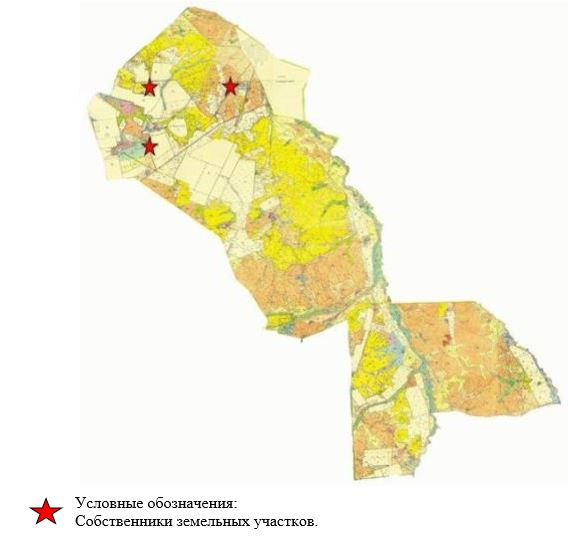 Условные обозначения:
Собственники земельных участков.